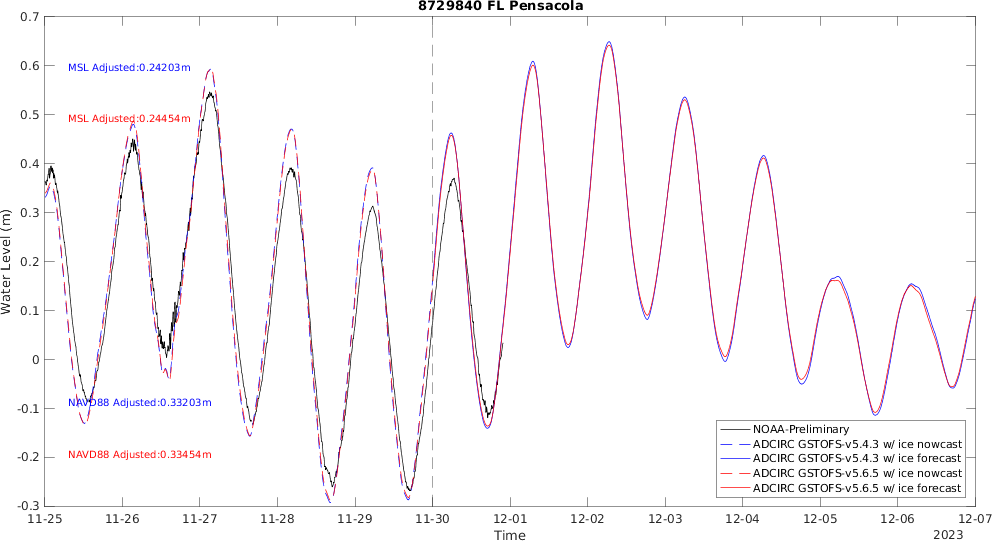 8729840 FL Pensacola
0.7
0.6
0.5
0.4
0.3
0.2
0.1
0
-0.1
-0.2
-0.3
Water Level (m)
MSL Adjusted:0.24203m
MSL Adjusted:0.24454m
NAVD88 Adjusted:0.33203m
NAVD88 Adjusted:0.33454m
NOAA-Preliminary
ADCIRC GSTOFS-v5.4.3 w/ ice nowcast
ADCIRC GSTOFS-v5.4.3 w/ ice forecast
ADCIRC GSTOFS-v5.6.5 w/ ice nowcast
ADCIRC GSTOFS-v5.6.5 w/ ice forecast
11-25 11-26 11-27 11-28 11-29 11-30 12-01 12-02 12-03 12-04 12-05 12-06 12-07
Time
2023